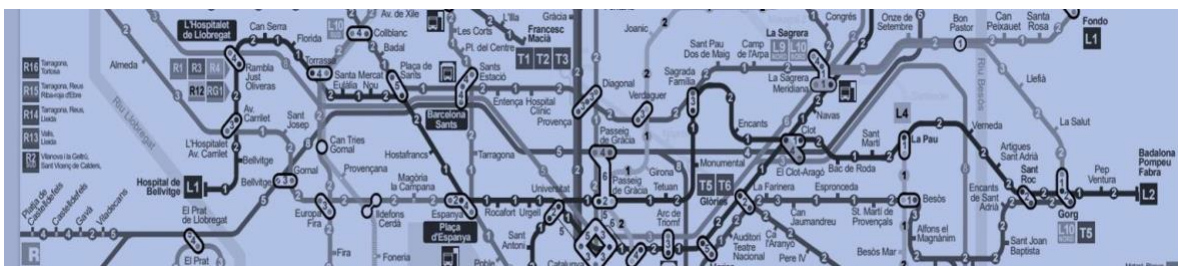 L'Hospitalet
de Llobregat
Can Serra
Florida
Torrassa
L10
Av. de Xile
Collblanc
Badal
Plaça de
Sants
Les Corts
Pl. del Centre
L'Illa
Francesc
Macià
T1 T2 T3
Gràcia
Joanic
Diagonal
Provença
Verdaguer
Sagrada
Família
Sant Pau
Dos de Maig
Camp
de l'Arpa
La Sagrera
L9 L10
La Sagrera
Meridiana
Congrés
Onze de
Setembre
Bon
Pastor
Can
Peixauet
Santa
Rosa
Fondo
L1
Almeda
R1 R3 R4
R12 RG1
Rambla
Just
Oliveras
Av.
Carrilet
L'Hospitalet
Av. Carrilet
Santa
Eulàlia
Mercat
Nou
Sants
Estació
Barcelona
Sants
Entença
Hospital
Clínic
Navas
L4
Llefià
La Salut
Riu Besòs
Riu Llobregat
R16 Tarragona,
Tortosa
R15 Tarragona, Reus
Riba-roja d'Ebre
R14 Tarragona, Reus,
Lleida
R13 Valls,
Lleida
R2 Vilanova i la Geltrú,
Sant Vicenç de Calders,
Sant
Josep
Can Tries
Gornal
Provençana
Hostafrancs
Tarragona
Passeig
de Gràcia
Girona
Encants
Monumental
Clot
El Clot-Aragó
Sant
Martí
Bac de Roda
La Pau
Verneda
Artigues
Sant Adrià
Sant
Roc
Pep
Ventura
Badalona
Pompeu
Fabra
L2
Hospital de
Bellvitge
L1
Bellvitge
Bellvitge
Gornal
Magòria
la Campana
Espanya
Plaça
d'Espanya
Rocafort
Urgell
Universitat
Passeig
de Gràcia
Tetuan
T5 T6
Glòries
La Farinera
Espronceda
Besòs
Encants
de Sant
Adrià
Gorg
L10
T5
Platja de
Castelldefels
Castelldefels
Gavà
Viladecans
El Prat
de Llobregat
El Prat
Europa
Fira
Ildefons
Cerdà
Fira
Foneria
Poble
Sant
Antoni
Catalunya
Arc de
Triomf
Auditori
Teatre
Nacional
Can
Jaumandreu
Ca l'Aranyó
Pere IV
St. Martí de
Provençals
Alfons el
Magnànim
Besòs Mar
Sant Joan
Baptista
R